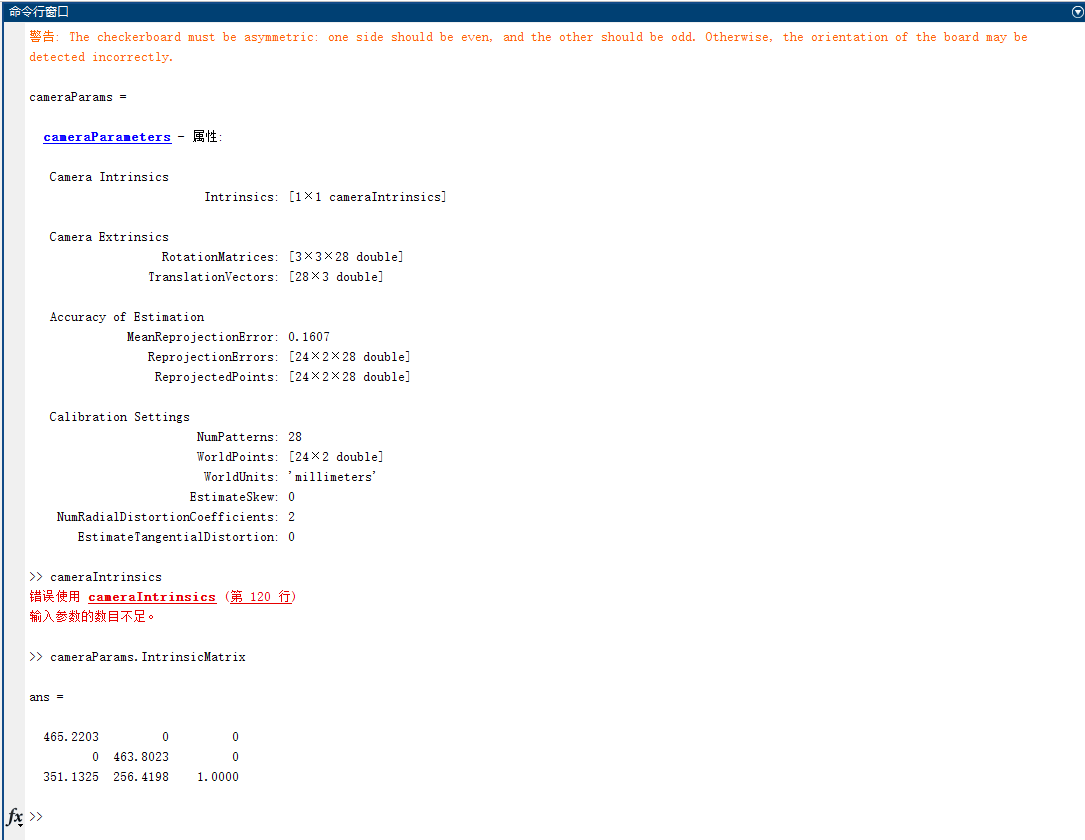 命令行窗口
警告: The checkerboard must be asymmetric: one side should be even, and the other should be odd. Otherwise, the orientation of the board may be
detected incorrectly.
cameraParams =
cameraParameters - 属性:
Camera Intrinsics
Intrinsics: [1×1 cameraIntrinsics]
Camera Extrinsics
RotationMatrices: [3×3×28 double]
TranslationVectors: [28×3 double]
Accuracy of Estimation
MeanReprojectionError: 0.1607
ReprojectionErrors: [24×2×28 double]
ReprojectedPoints: [24×2×28 double]
Calibration Settings
NumPatterns: 28
WorldPoints: [24×2 double]
WorldUnits: 'millimeters'
EstimateSkew: 0
NumRadialDistortionCoefficients: 2
EstimateTangentialDistortion: 0
>> cameraIntrinsics
错误使用 cameraIntrinsics (第 120 行)
输入参数的数目不足。
>> cameraParams.IntrinsicMatrix
ans =
465.2203 0 0
0 463.8023 0
351.1325 256.4198 1.0000
fx >>